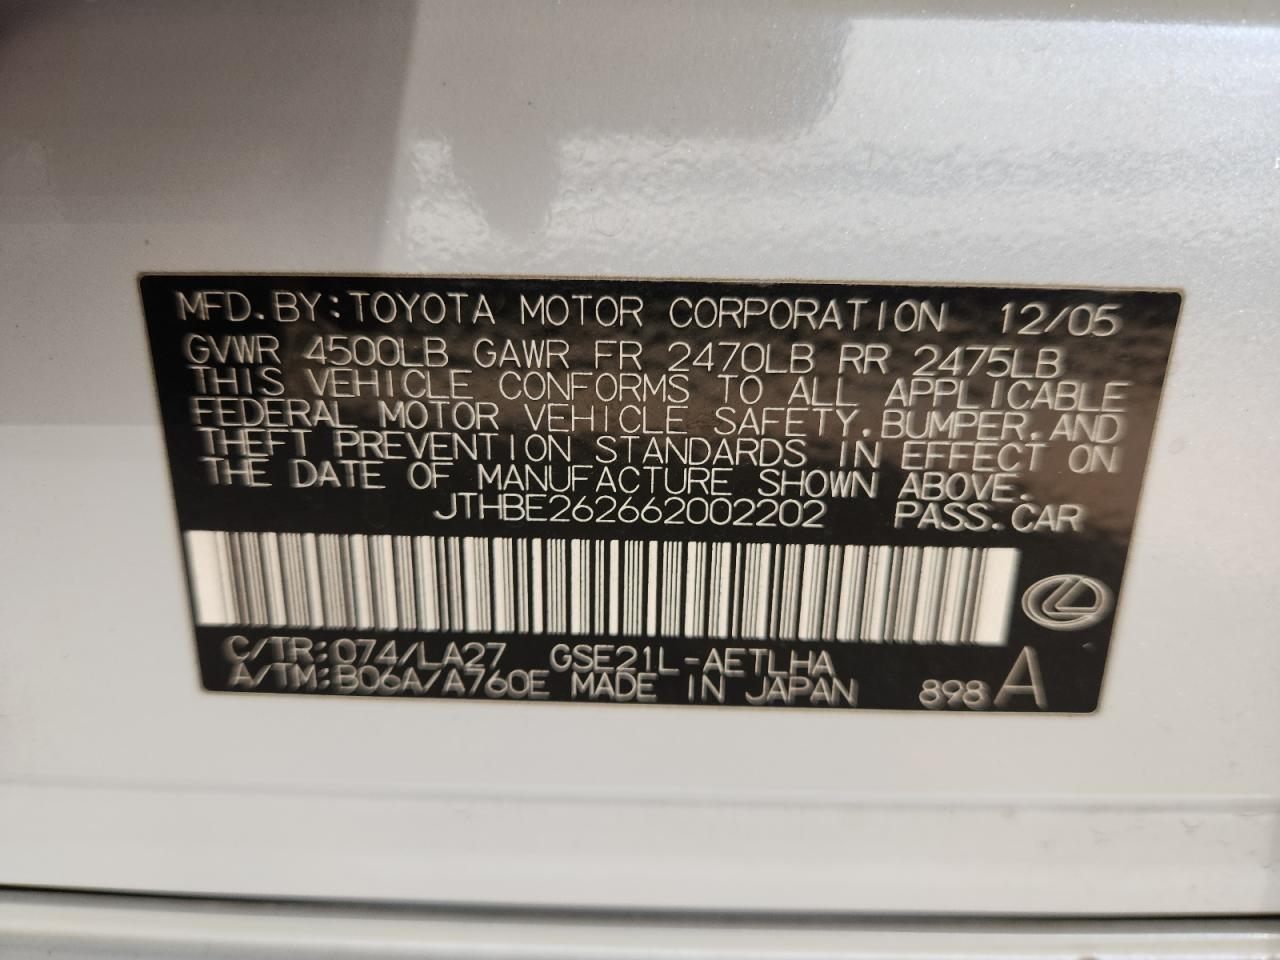 MFD. BY: TOYOTA MOTOR CORPORATION 12/05
GVWR 4500LB GAWR FR 2470LB RR 2475LB
THIS VEHICLE CONFORMS TO ALL APPLICABLE
FEDERAL MOTOR VEHICLE SAFETY, BUMPER, AND
THEFT PREVENTION STANDARDS IN EFFECT ON
THE DATE OF MANUFACTURE SHOWN ABOVE.
JTHBE262662002202 PASS. CAR
C/TR: 074/LA27 GSE21L-AETLHA
A/TM: B06A/A760E MADE IN JAPAN 898 A